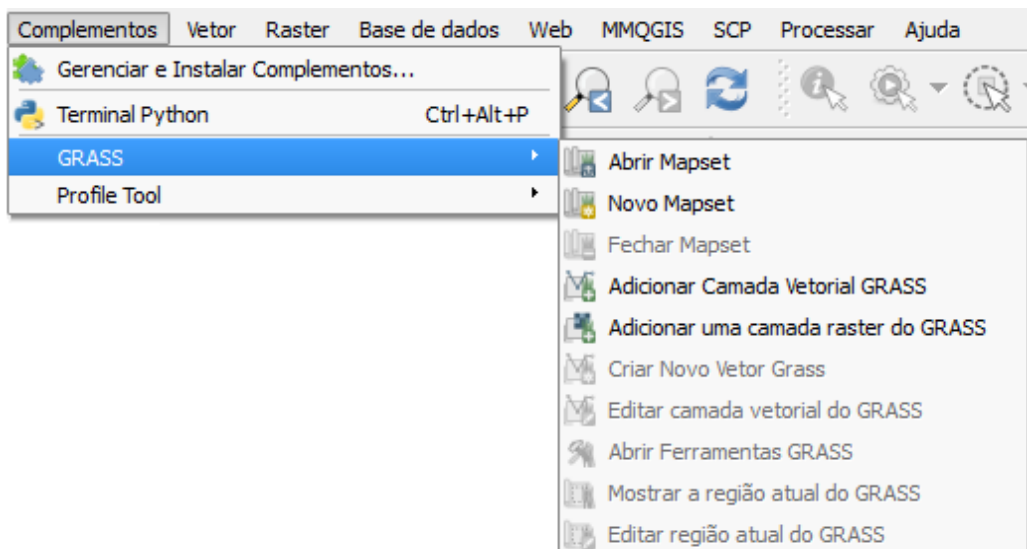 Complementos Vetor Raster Base de dados Web MMQGIS SCP Processar Ajuda
Gerenciar e Instalar Complementos...
Terminal Python Ctrl+Alt+P
GRASS
Profile Tool
Abrir Mapset
Novo Mapset
Fechar Mapset
Adicionar Camada Vetorial GRASS
Adicionar uma camada raster do GRASS
Criar Novo Vetor Grass
Editar camada vetorial do GRASS
Abrir Ferramentas GRASS
Mostrar a região atual do GRASS
Editar região atual do GRASS